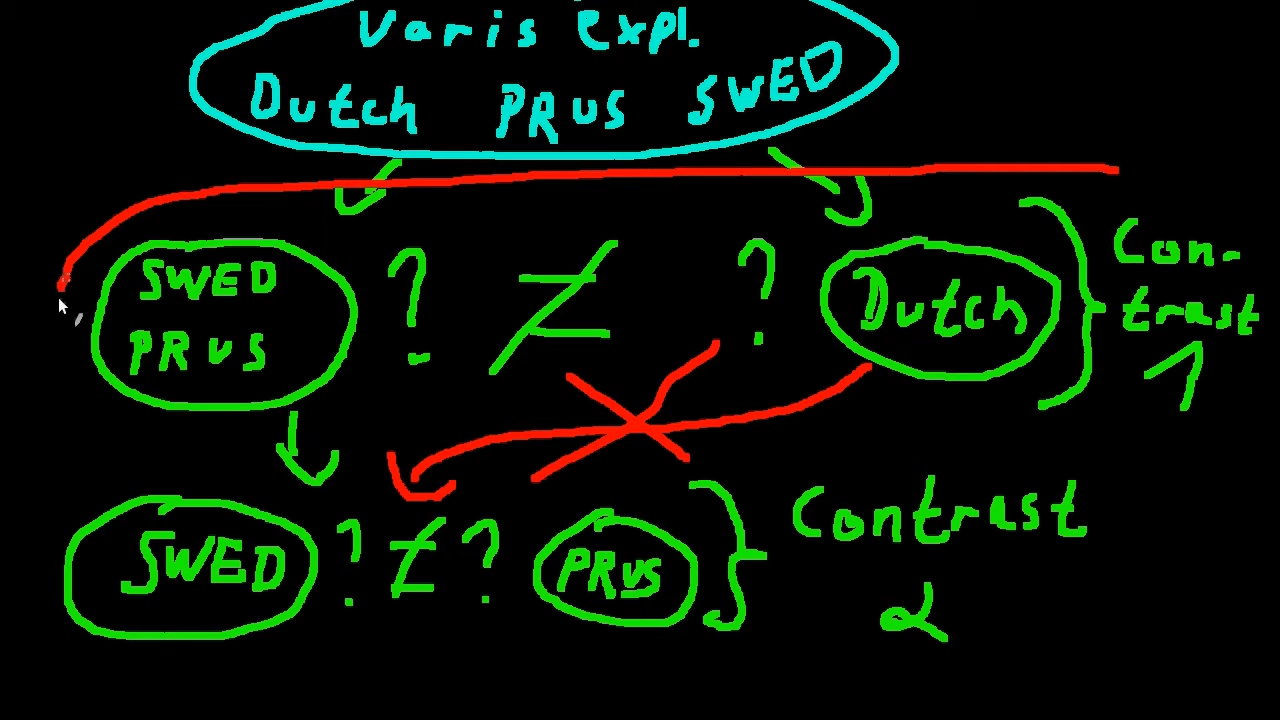 Varis expl.
Dutch PRUS SWED
SWED
PRUS
? ≠ ?
Dutch
Con-
trast
1
SWED ? ≠ ? PRUS
Contrast
2